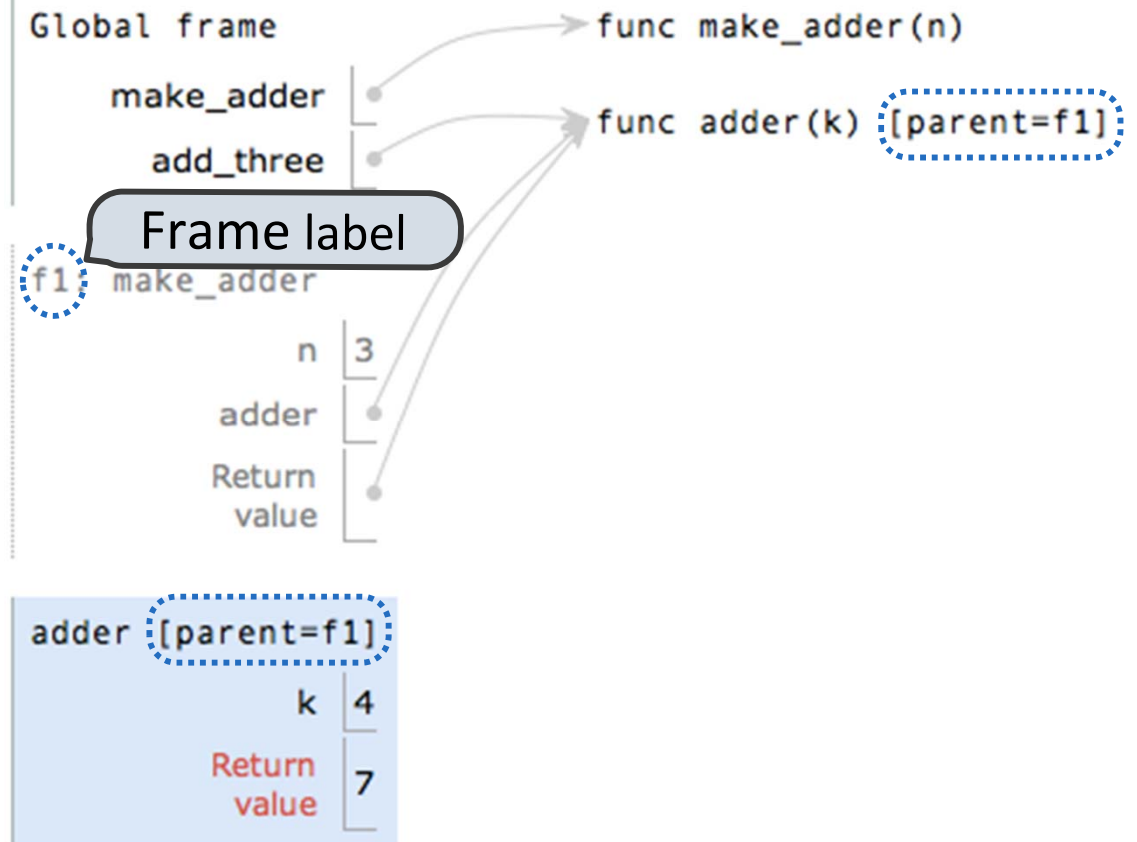 Global frame
func make_adder(n)
make_adder
func adder(k) [parent=f1]
add_three
Frame label
f1: make_adder
n 3
adder
Return
value
adder [parent=f1]
k 4
Return
value 7